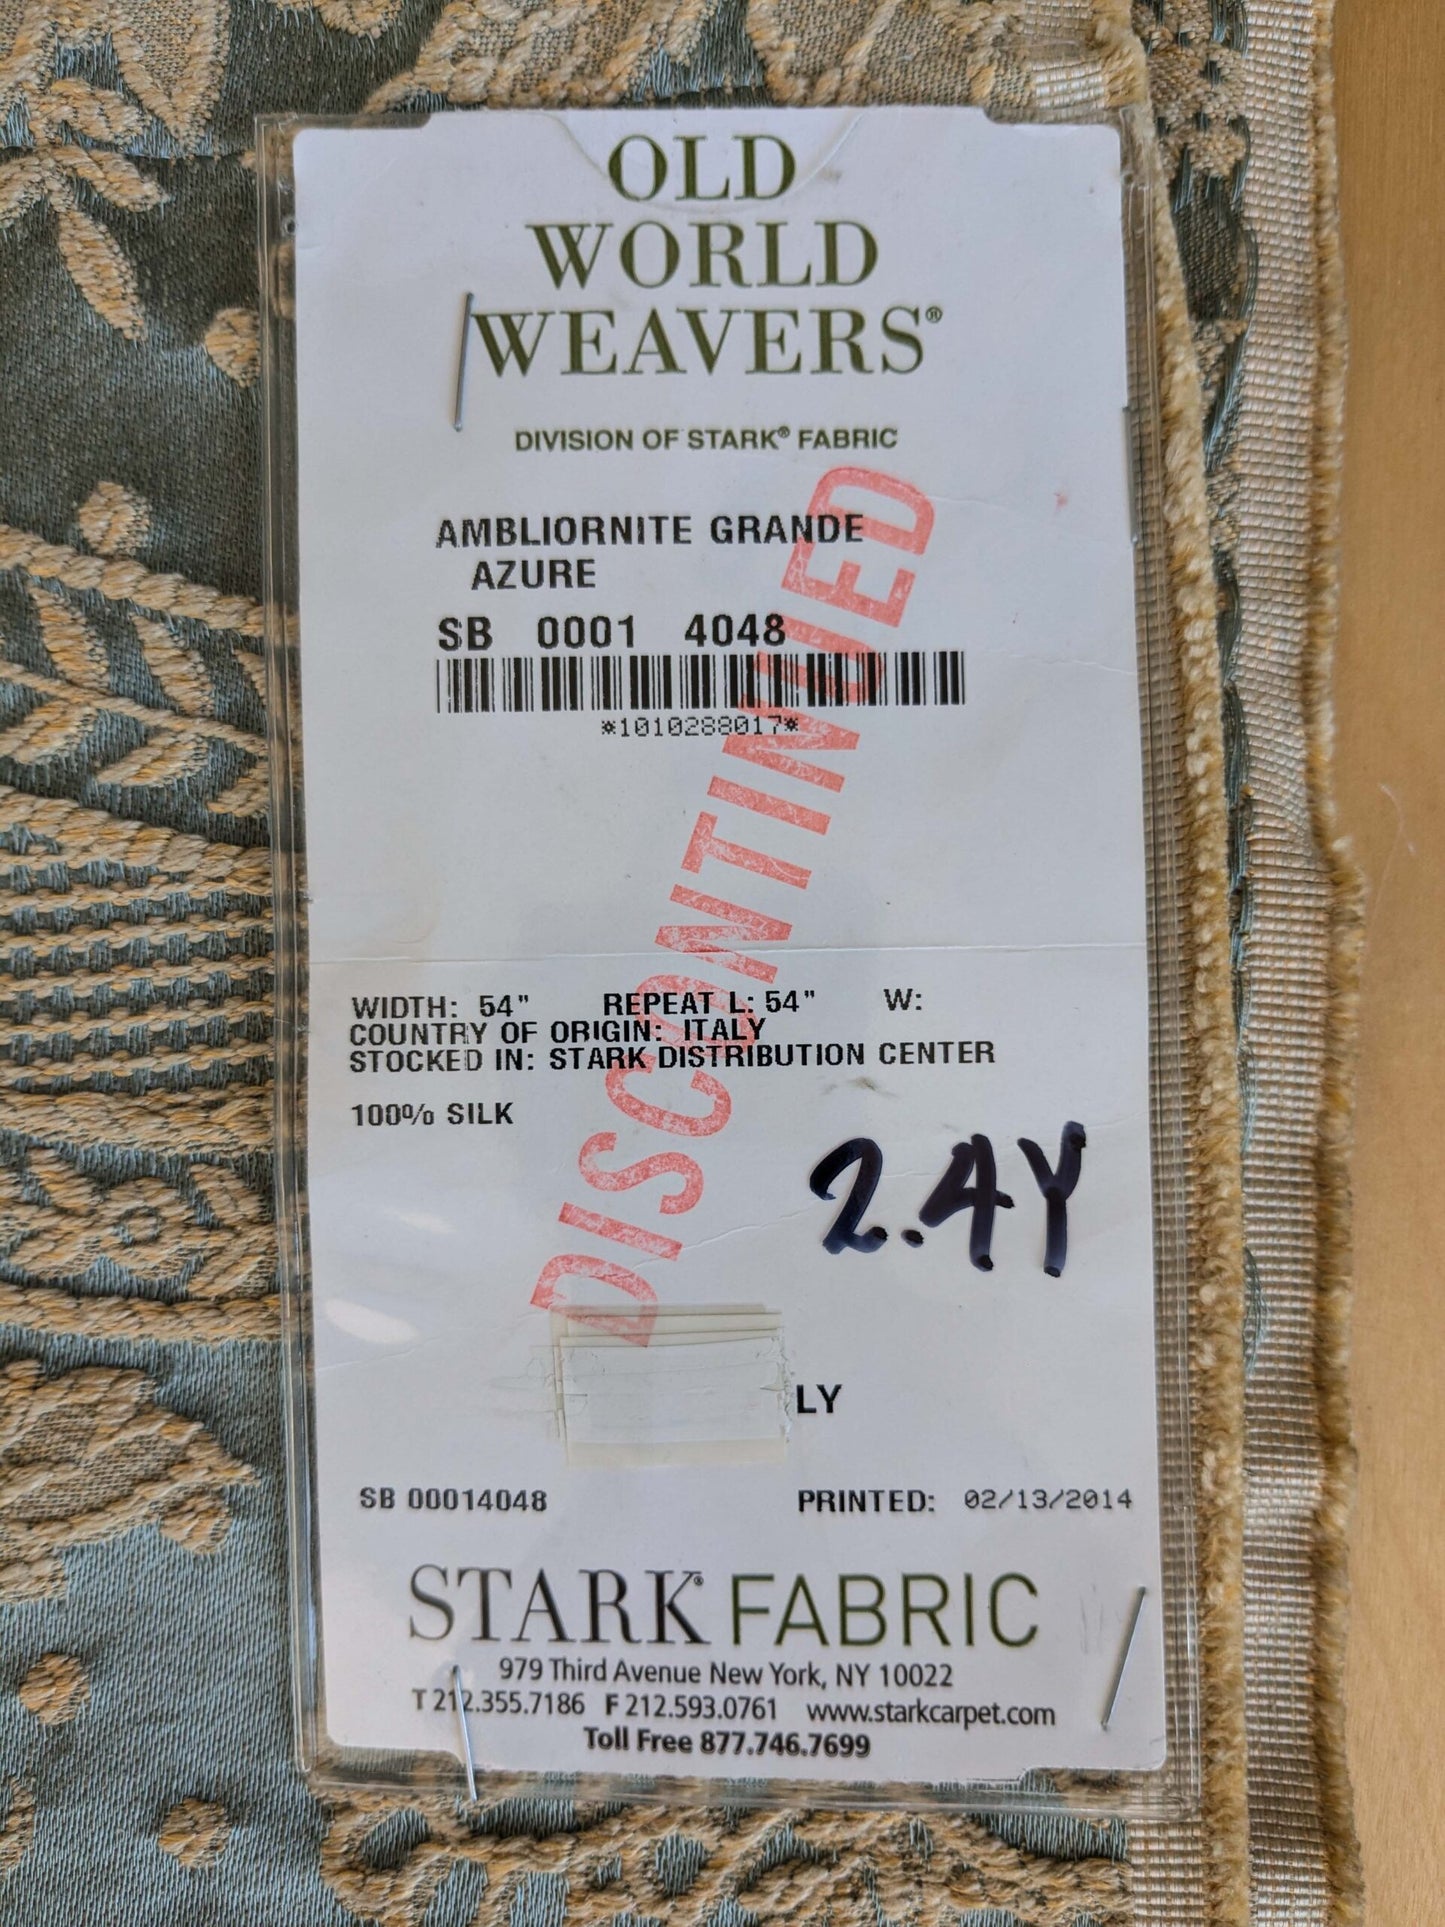 OLD
WORLD
WEAVERS®
DIVISION OF STARK® FABRIC
AMBLIORNITE GRANDE
AZURE
SB 0001 4048
*1010288017*
DISCONTINUED
WIDTH: 54" REPEAT L: 54" W:
COUNTRY OF ORIGIN: ITALY
STOCKED IN: STARK DISTRIBUTION CENTER
100% SILK
2.4Y
LY
SB 00014048 PRINTED: 02/13/2014
STARK® FABRIC
979 Third Avenue New York, NY 10022
T 212.355.7186 F 212.593.0761 www.starkcarpet.com
Toll Free 877.746.7699